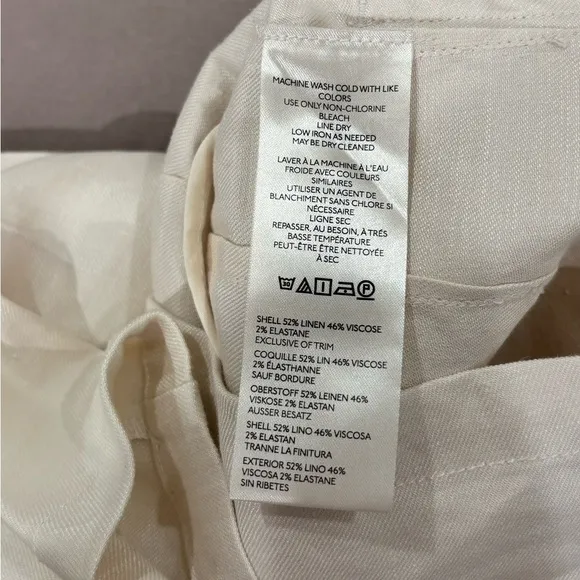 MACHINE WASH COLD WITH LIKE
COLORS
USE ONLY NON-CHLORINE
BLEACH
LINE DRY
LOW IRON AS NEEDED
MAY BE DRY CLEANED
LAVER À LA MACHINE À L'EAU
FROIDE AVEC COULEURS
SIMILAIRES
UTILISER UN AGENT DE
BLANCHIMENT SANS CHLORE SI
NÉCESSAIRE
LIGNE SEC
REPASSER, AU BESOIN, À TRÉS
BASSE TEMPÉRATURE
PEUT-ÊTRE ÊTRE NETTOYÉE
À SEC
30 P
SHELL 52% LINEN 46% VISCOSE
2% ELASTANE
EXCLUSIVE OF TRIM
COQUILLE 52% LIN 46% VISCOSE
2% ÉLASTHANNE
SAUF BORDURE
OBERSTOFF 52% LEINEN 46%
VISKOSE 2% ELASTAN
AUSSER BESATZ
SHELL 52% LINO 46% VISCOSA
2% ELASTAN
TRANNE LA FINITURA
EXTERIOR 52% LINO 46%
VISCOSA 2% ELASTANE
SIN RIBETES